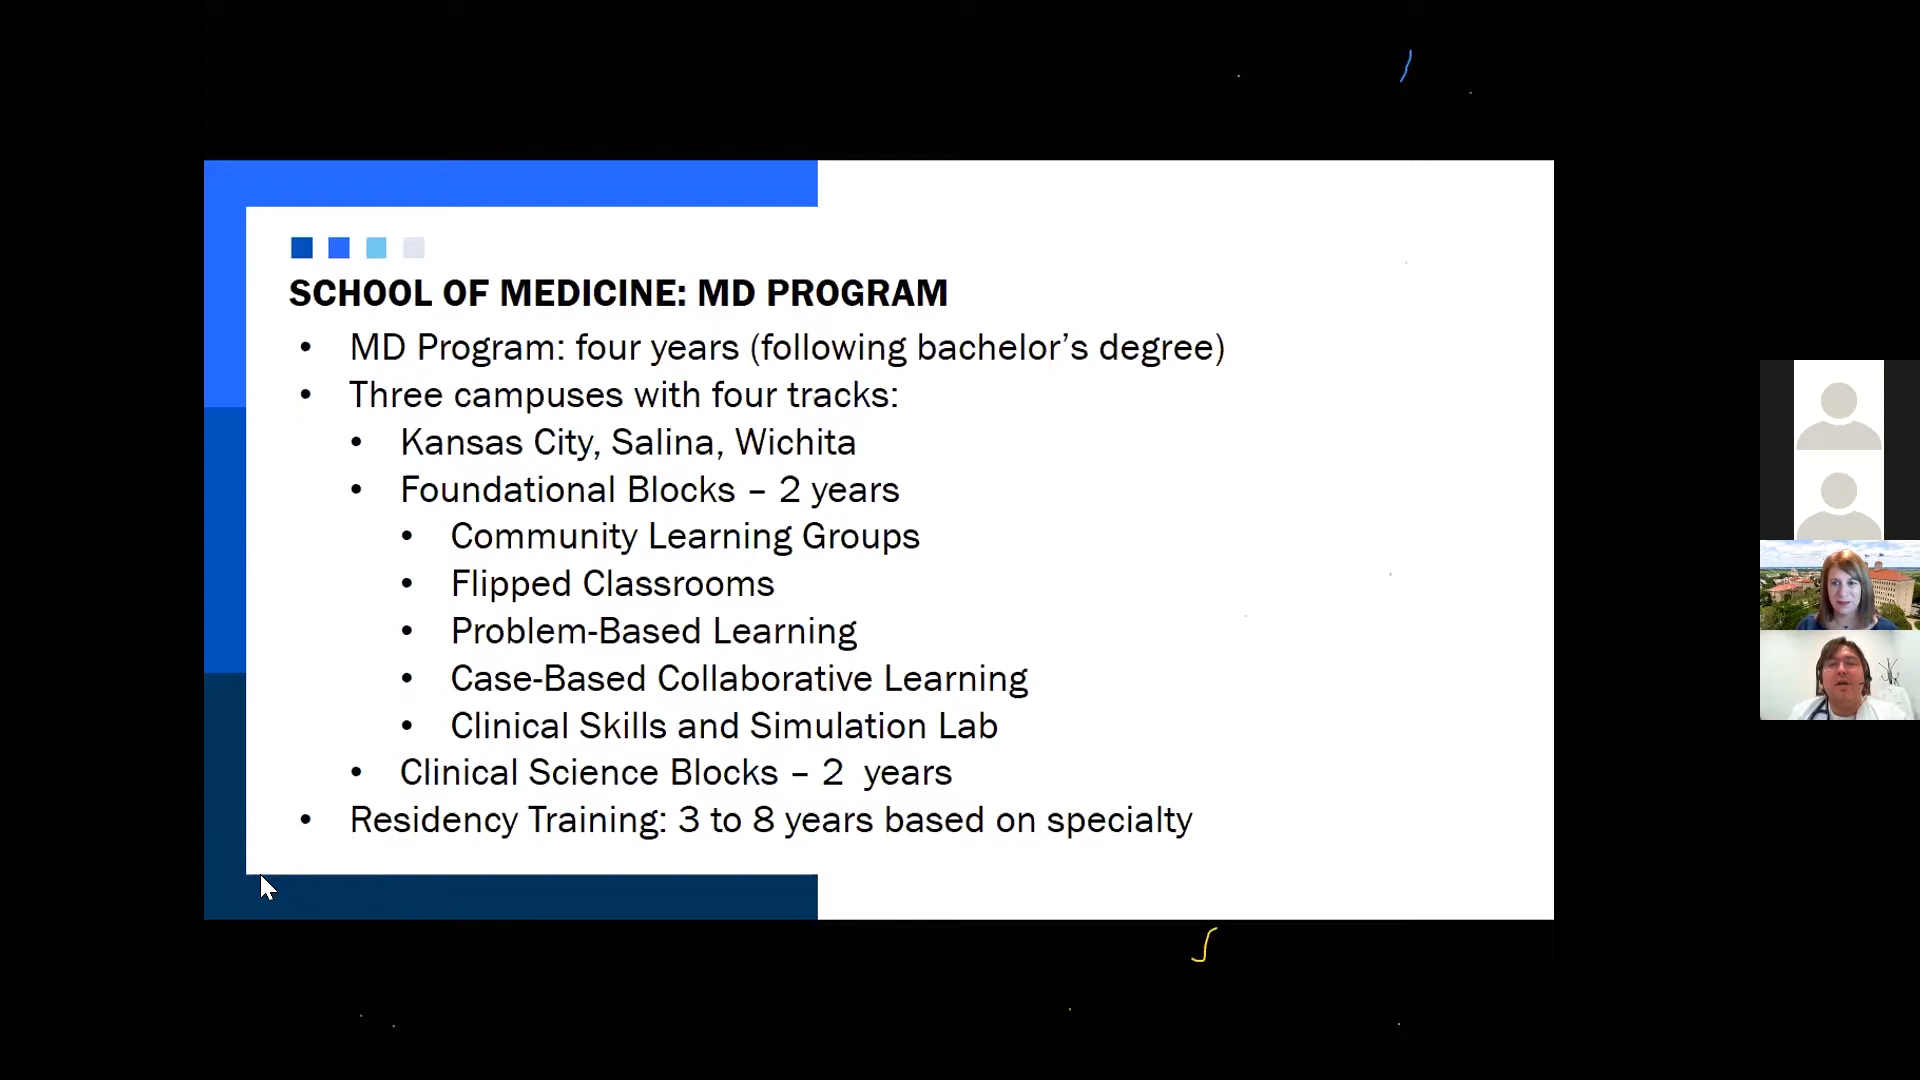 SCHOOL OF MEDICINE: MD PROGRAM
• MD Program: four years (following bachelor’s degree)
• Three campuses with four tracks:
• Kansas City, Salina, Wichita
• Foundational Blocks – 2 years
• Community Learning Groups
• Flipped Classrooms
• Problem-Based Learning
• Case-Based Collaborative Learning
• Clinical Skills and Simulation Lab
• Clinical Science Blocks – 2  years
• Residency Training: 3 to 8 years based on specialty